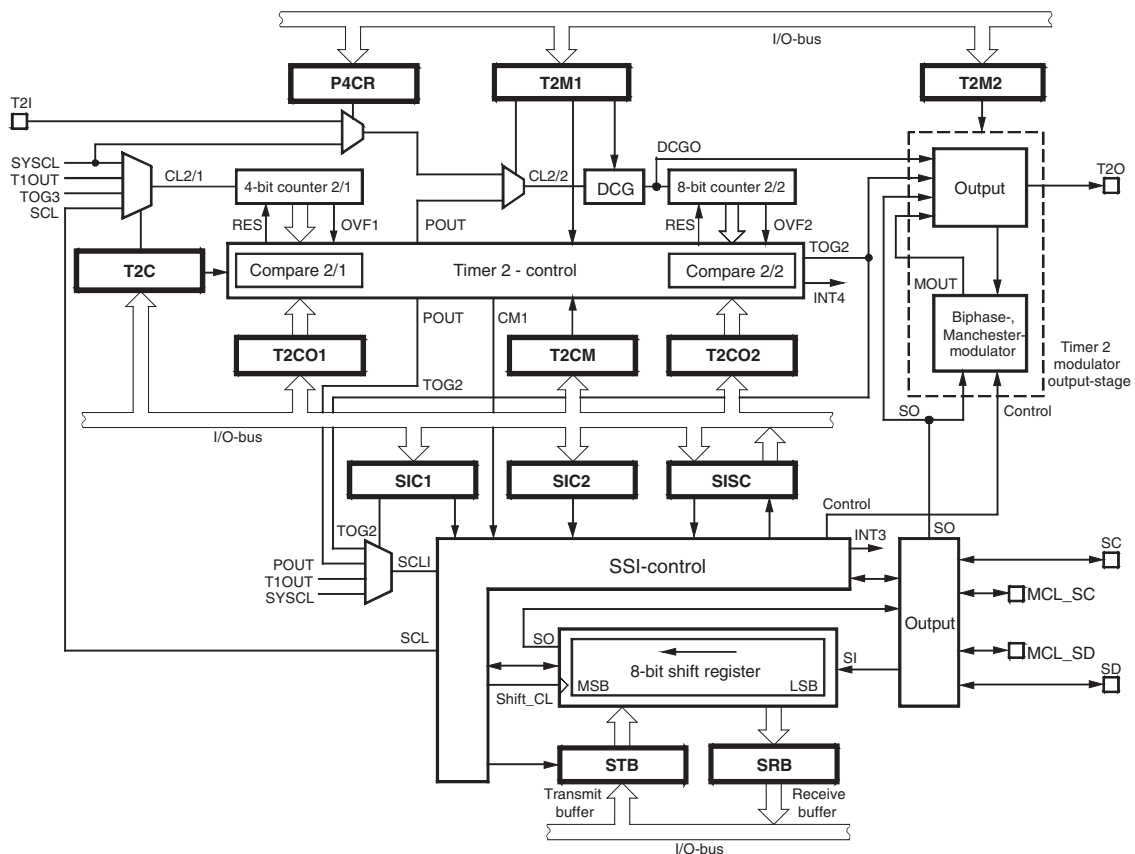 I/O-bus
P4CR
T2M1
T2M2
T2I
SYSCL
T1OUT
TOG3
SCL
CL2/1
4-bit counter 2/1
CL2/2
DCG
DCGO
8-bit counter 2/2
Output
T2O
RES
OVF1
POUT
RES
OVF2
TOG2
T2C
Compare 2/1
Timer 2 - control
Compare 2/2
INT4
MOUT
Biphase-,
Manchester-
modulator
Timer 2
modulator
output-stage
POUT
CM1
T2CO1
T2CM
T2CO2
TOG2
SO
Control
I/O-bus
SIC1
SIC2
SISC
Control
TOG2
POUT
T1OUT
SYSCL
SCLI
SSI-control
INT3
SO
SC
MCL_SC
Output
MCL_SD
SD
SCL
SO
8-bit shift register
MSB
LSB
SI
Shift_CL
STB
SRB
Transmit
buffer
Receive
buffer
I/O-bus